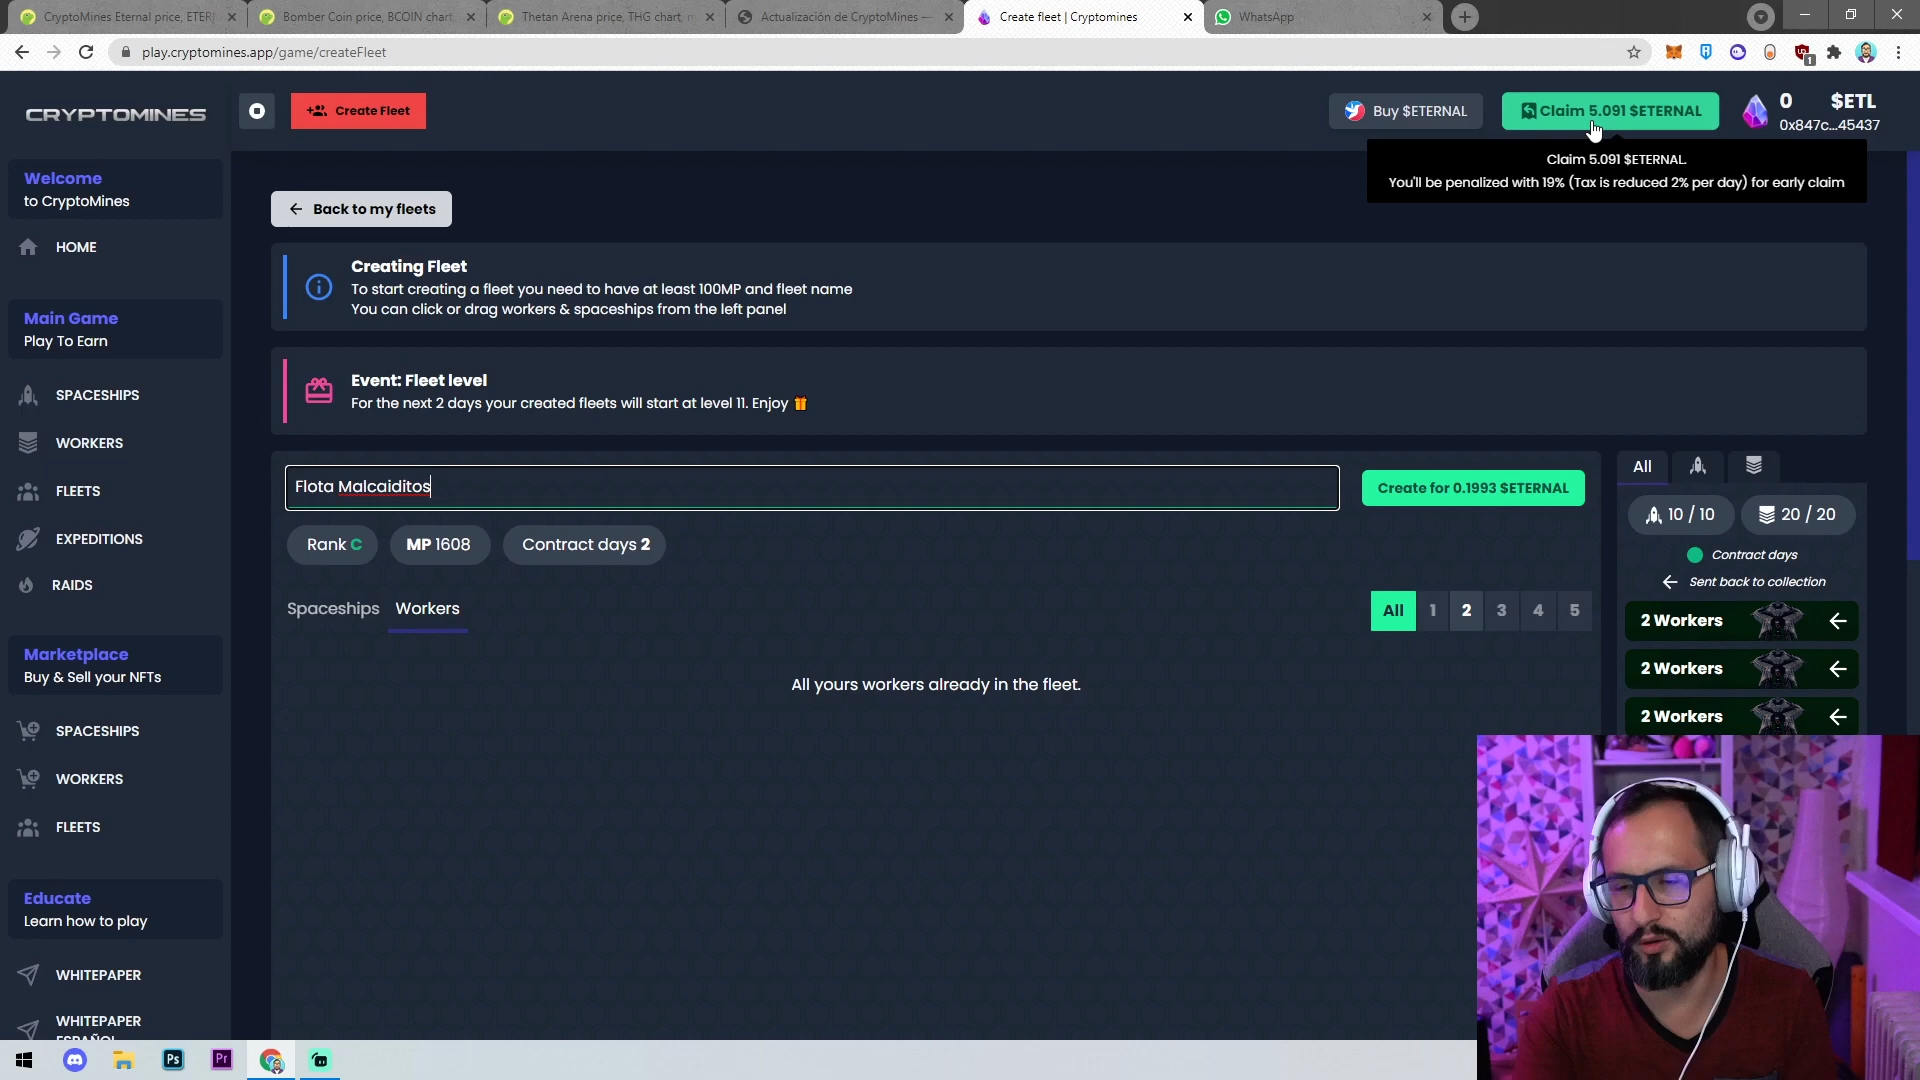 CryptoMines Eternal price, ETER
Bomber Coin price, BCOIN chart,
Thetan Arena price, THG chart, m
Actualización de CryptoMines —
Create fleet | Cryptomines
WhatsApp
play.cryptomines.app/game/createFleet
1
CRYPTOMINES
Create Fleet
Buy $ETERNAL
Claim 5.091 $ETERNAL
0 $ETL
0x847c...45437
Claim 5.091 $ETERNAL.
You'll be penalized with 19% (Tax is reduced 2% per day) for early claim
Welcome
to CryptoMines
HOME
Main Game
Play To Earn
SPACESHIPS
WORKERS
FLEETS
EXPEDITIONS
RAIDS
Marketplace
Buy & Sell your NFTs
SPACESHIPS
WORKERS
FLEETS
Educate
Learn how to play
WHITEPAPER
WHITEPAPER
ESPAÑOL
Back to my fleets
Creating Fleet
To start creating a fleet you need to have at least 100MP and fleet name
You can click or drag workers & spaceships from the left panel
Event: Fleet level
For the next 2 days your created fleets will start at level 11. Enjoy
Flota Malcaiditos
Create for 0.1993 $ETERNAL
Rank C
MP 1608
Contract days 2
Spaceships Workers
All 1 2 3 4 5
All yours workers already in the fleet.
All
10 / 10
20 / 20
Contract days
Sent back to collection
2 Workers
2 Workers
2 Workers
Ps
Pr